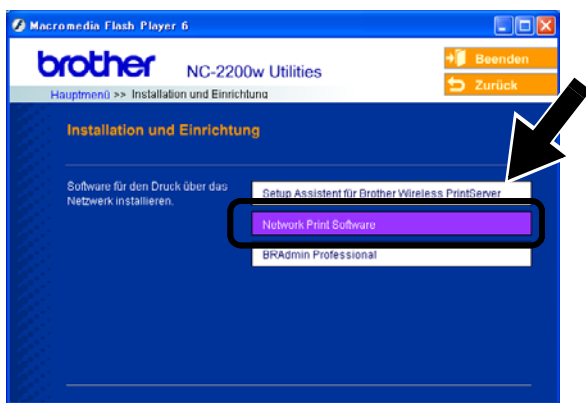 Macromedia Flash Player 6
brother
NC-2200w Utilities
Beenden
Zurück
Hauptmenü >> Installation und Einrichtung
Installation und Einrichtung
Software für den Druck über das
Netzwerk installieren.
Setup Assistent für Brother Wireless PrintServer
Network Print Software
BRAdmin Professional